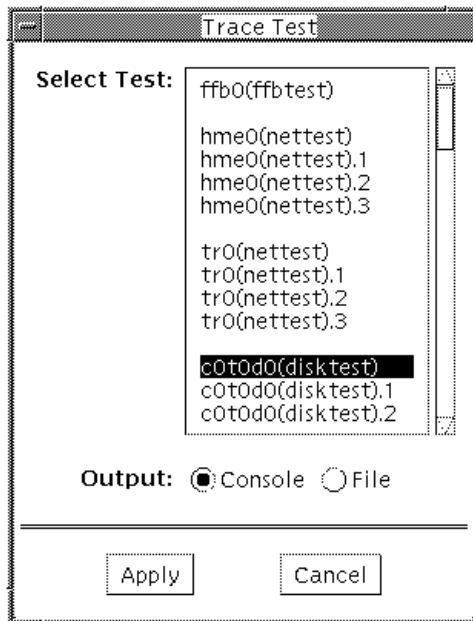 Trace Test
Select Test:
ffb0(ffbtest)
hme0(nettest)
hme0(nettest).1
hme0(nettest).2
hme0(nettest).3
tr0(nettest)
tr0(nettest).1
tr0(nettest).2
tr0(nettest).3
c0t0d0(disktest)
c0t0d0(disktest).1
c0t0d0(disktest).2
Output: Console File
Apply Cancel